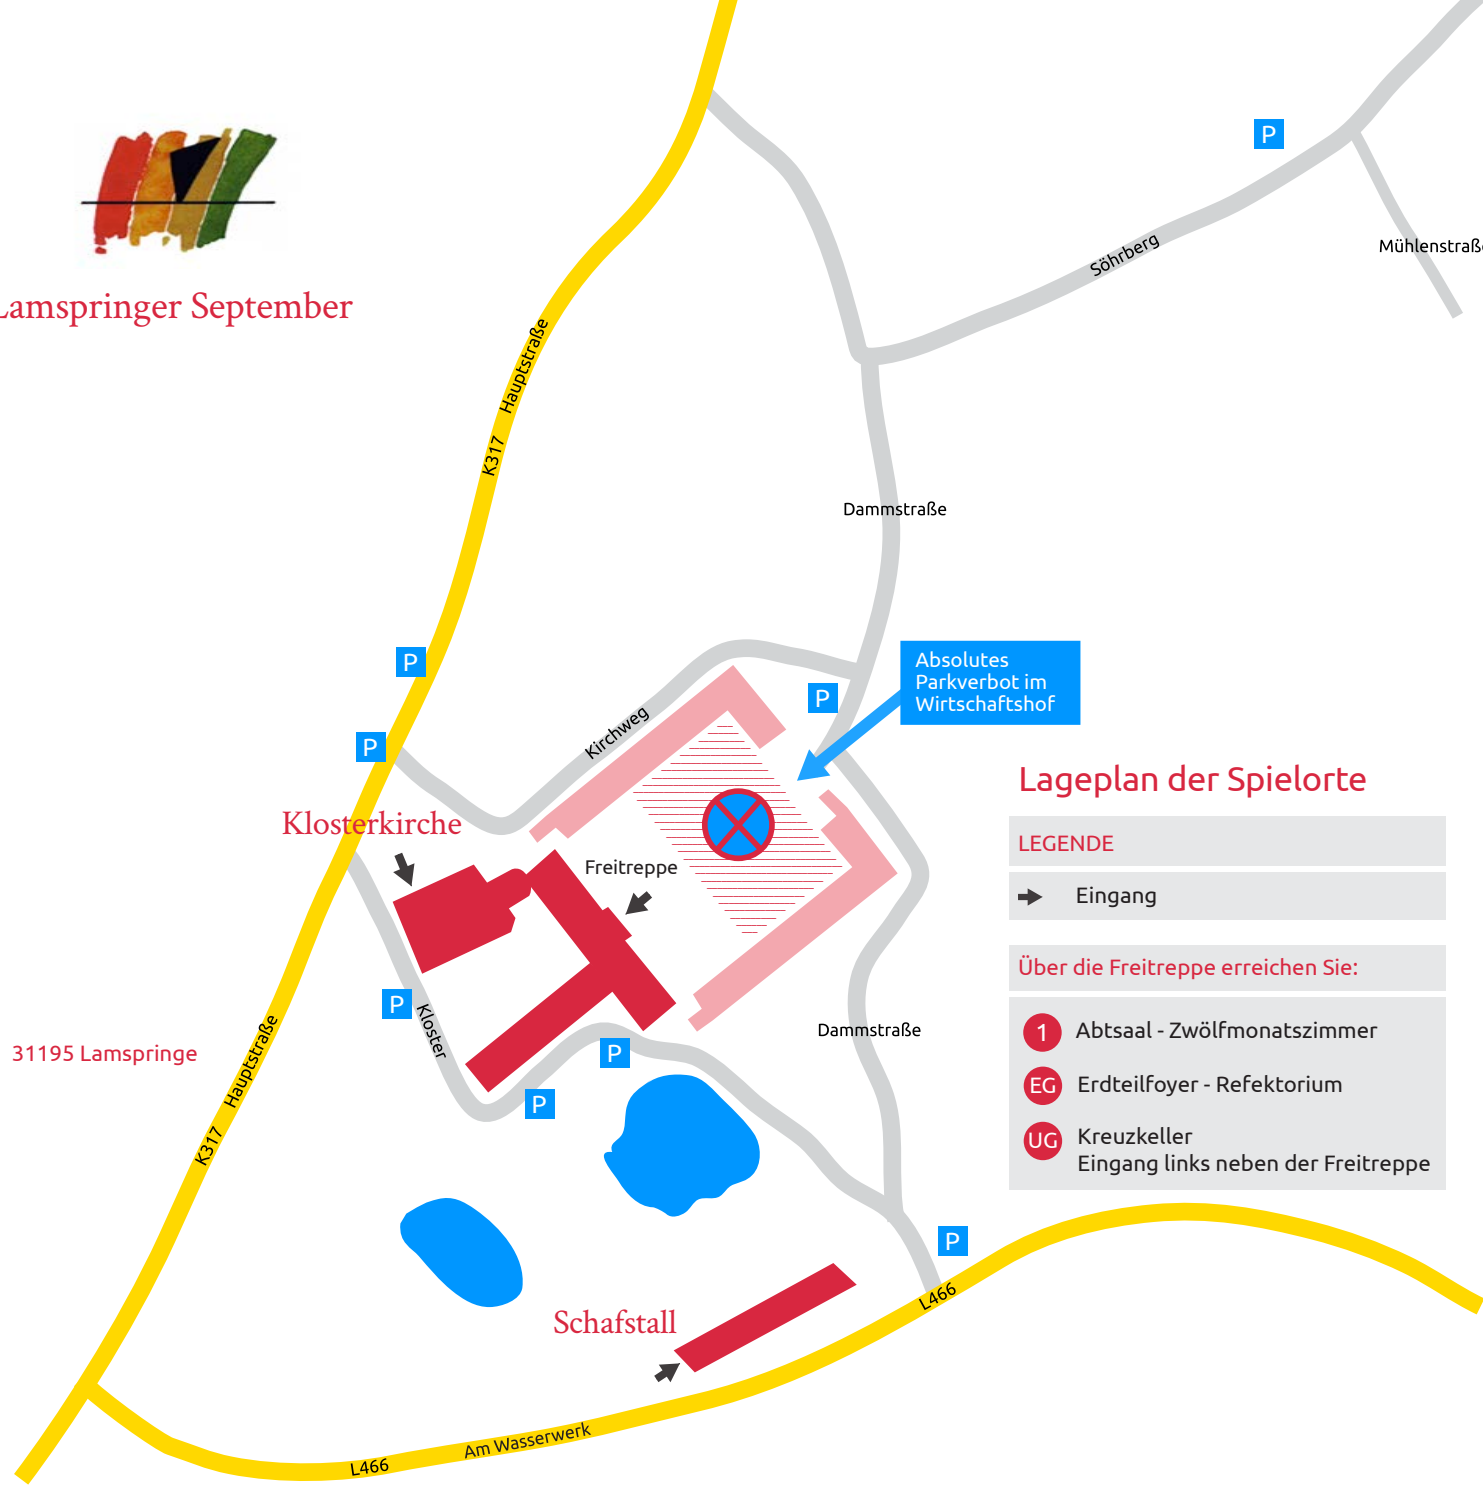 Lamspringer September
P
Mühlenstraße
Söhrberg
Hauptstraße
K317
Dammstraße
P
P
P
Kirchweg
Absolutes
Parkverbot im
Wirtschaftshof
Klosterkirche
Freitreppe
Lageplan der Spielorte
LEGENDE
Eingang
Über die Freitreppe erreichen Sie:
1 Abtsaal - Zwölfmonatszimmer
EG Erdteilfoyer - Refektorium
UG Kreuzkeller
Eingang links neben der Freitreppe
P
Kloster
Dammstraße
31195 Lamspringe
Hauptstraße
K317
P
P
P
L466
Schafstall
Am Wasserwerk
L466